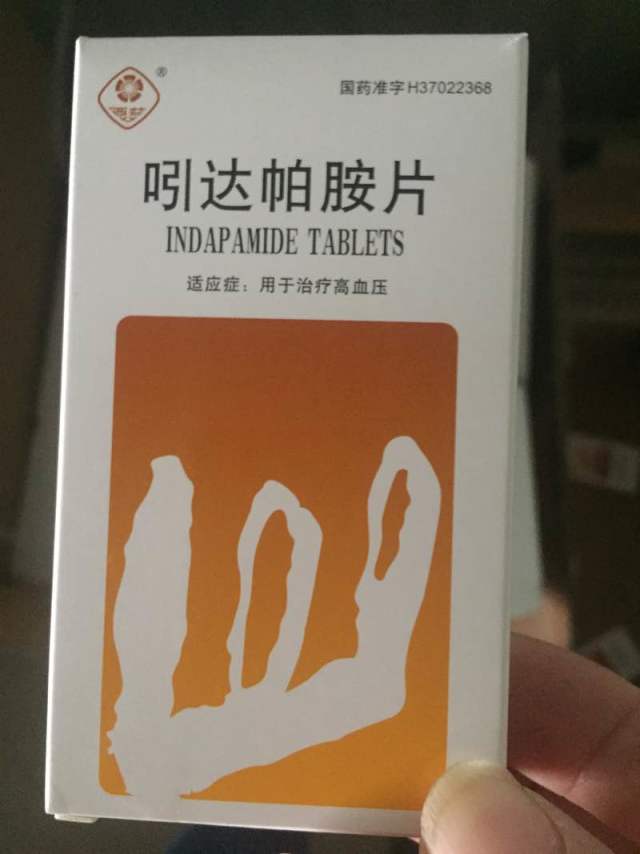 ®
国药准字H37022368
吲达帕胺片
INDAPAMIDE TABLETS
适应症：用于治疗高血压